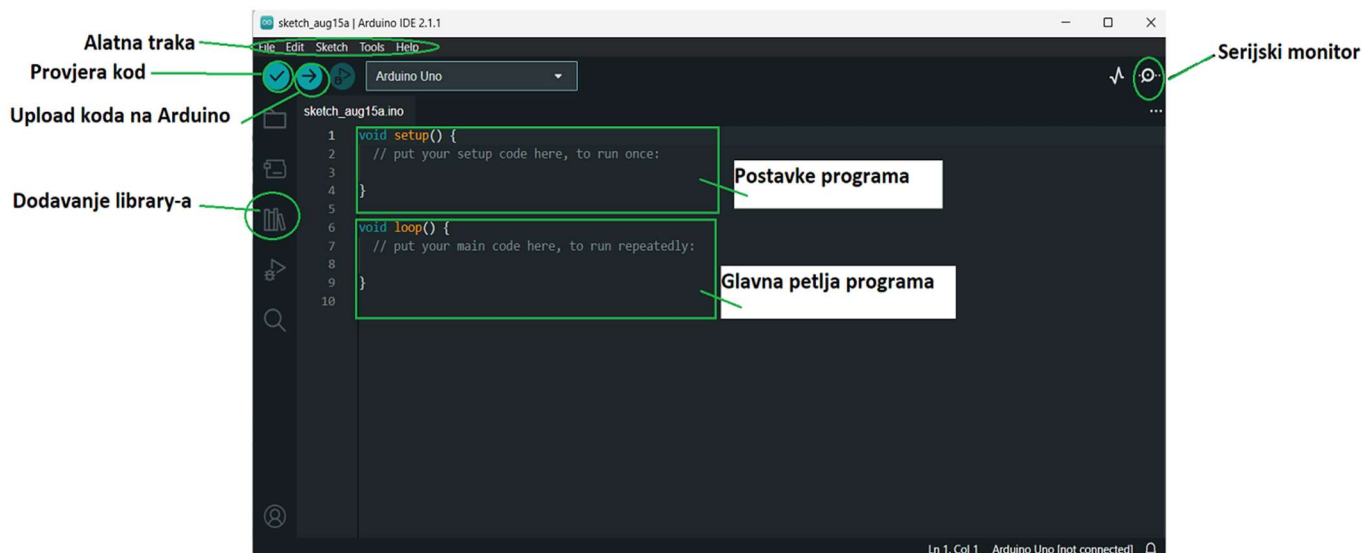 sketch_aug15a | Arduino IDE 2.1.1
Alatna traka
File Edit Sketch Tools Help
Serijski monitor
Provjera kod
Arduino Uno
Upload koda na Arduino
sketch_aug15a.ino
1 void setup() {
2 // put your setup code here, to run once:
3
Postavke programa
4 }
Dodavanje library-a
5
6 void loop() {
7 // put your main code here, to run repeatedly:
8
Glavna petlja programa
9 }
10
Ln 1, Col 1 Arduino Uno [not connected]